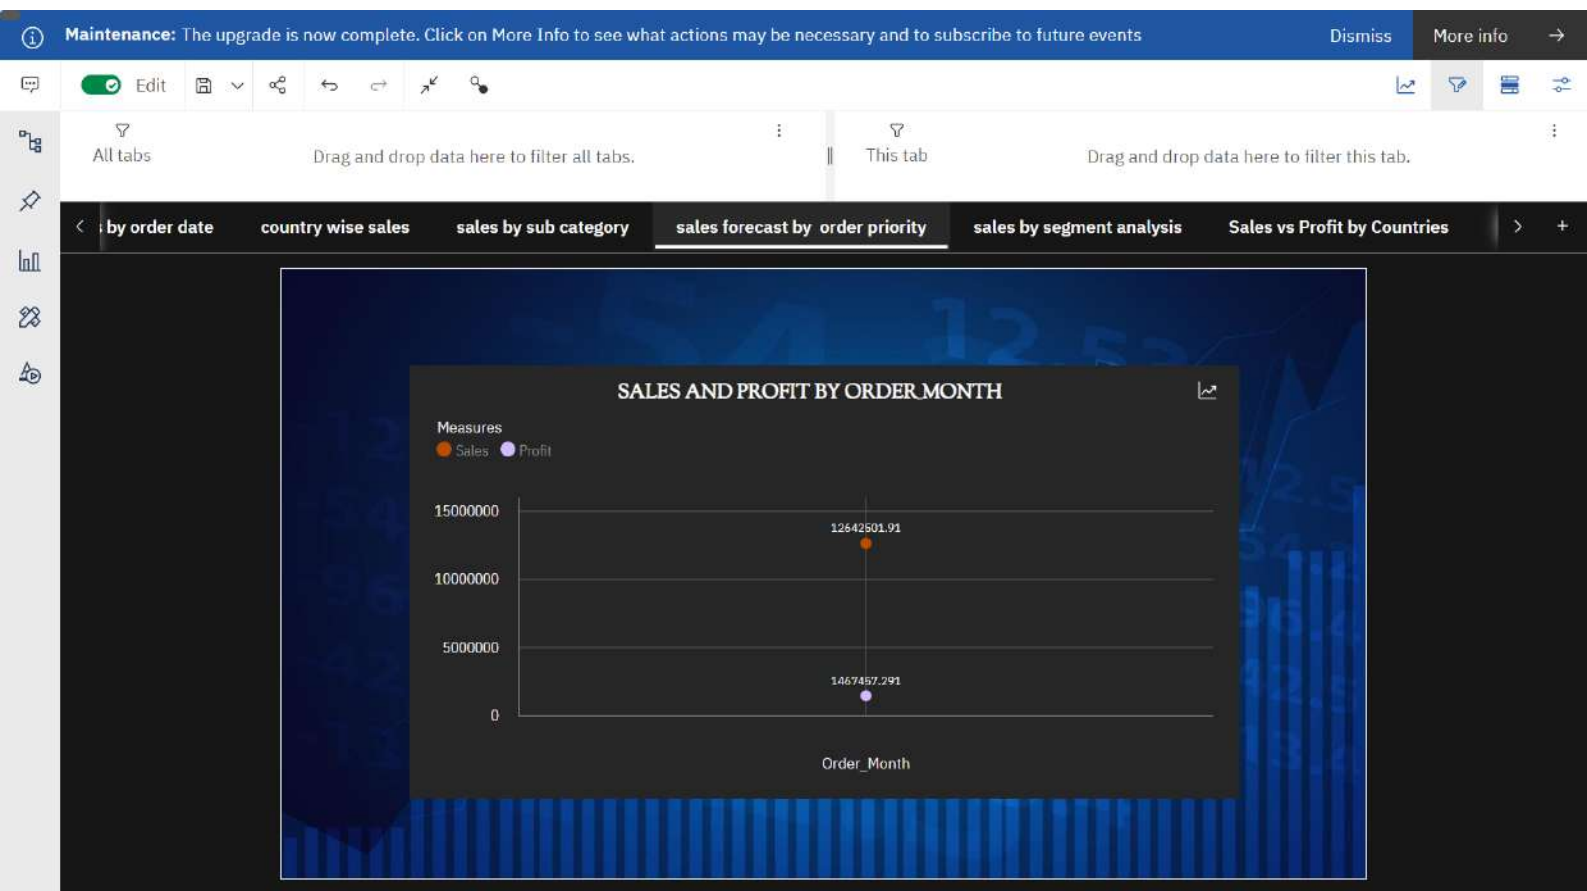 Maintenance: The upgrade is now complete. Click on More Info to see what actions may be necessary and to subscribe to future events
Dismiss
More info
Edit
All tabs
Drag and drop data here to filter all tabs.
This tab
Drag and drop data here to filter this tab.
by order date
country wise sales
sales by sub category
sales forecast by order priority
sales by segment analysis
Sales vs Profit by Countries
SALES AND PROFIT BY ORDER_MONTH
Measures
Sales
Profit
15000000
12642501.91
10000000
5000000
1467457.291
0
Order_Month